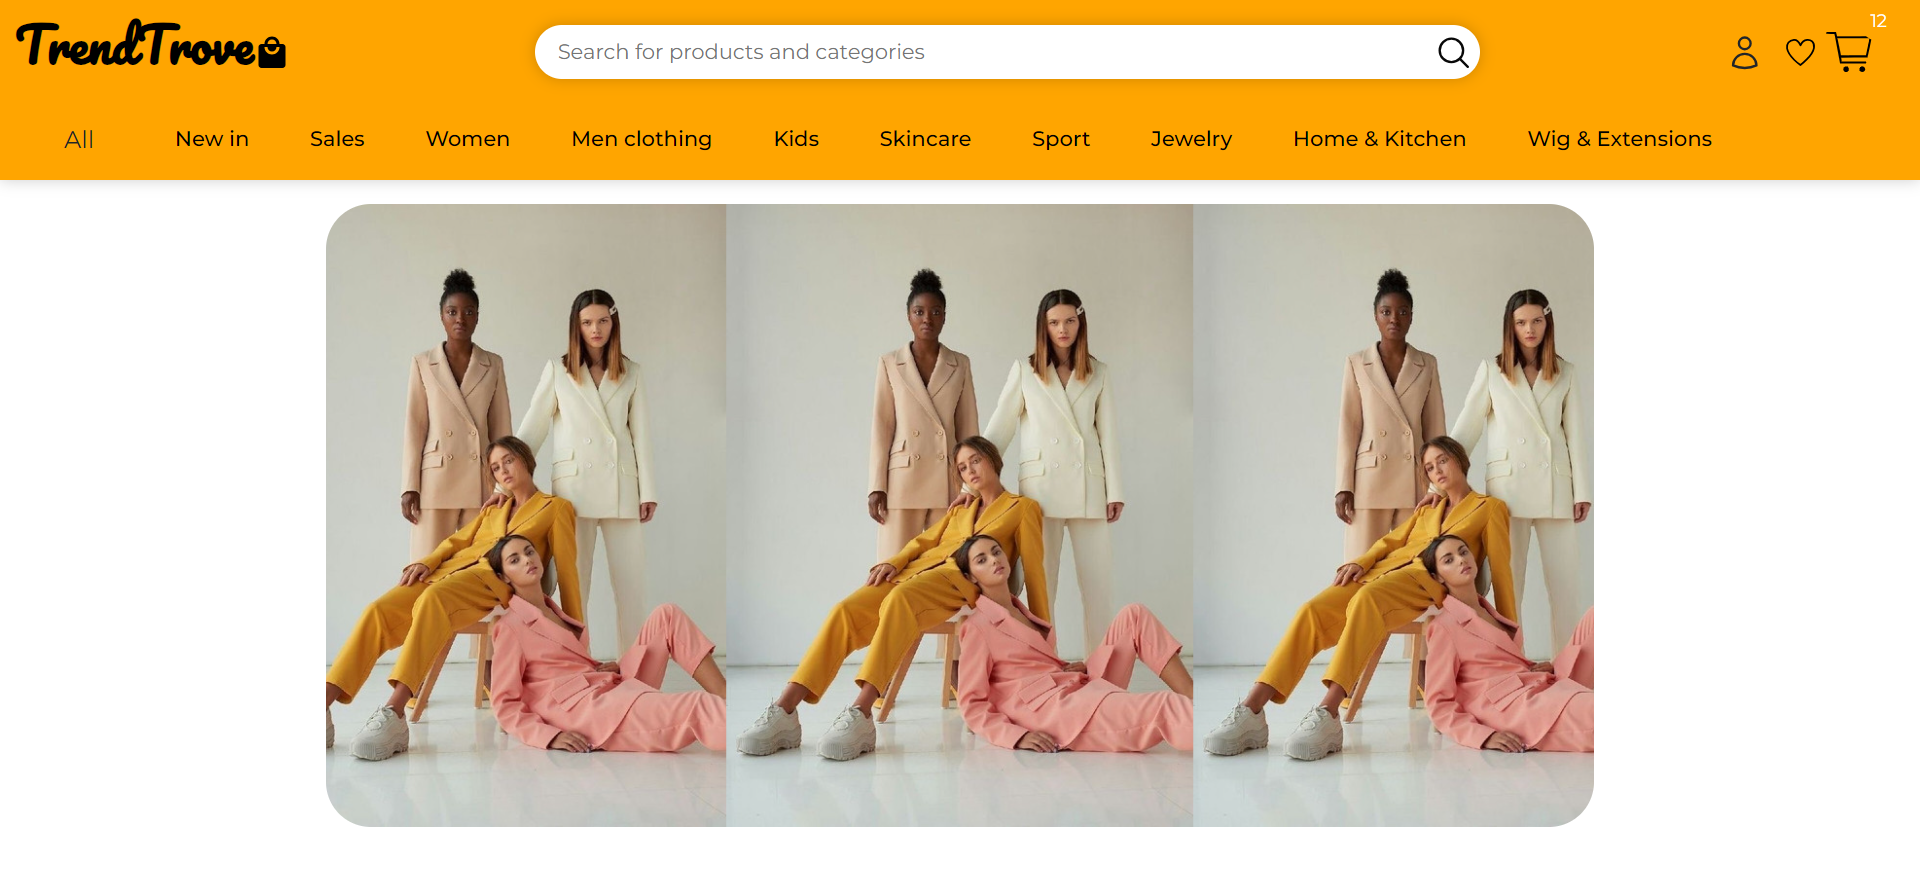 TrendTrove
Search for products and categories
12
All
New in
Sales
Women
Men clothing
Kids
Skincare
Sport
Jewelry
Home & Kitchen
Wig & Extensions